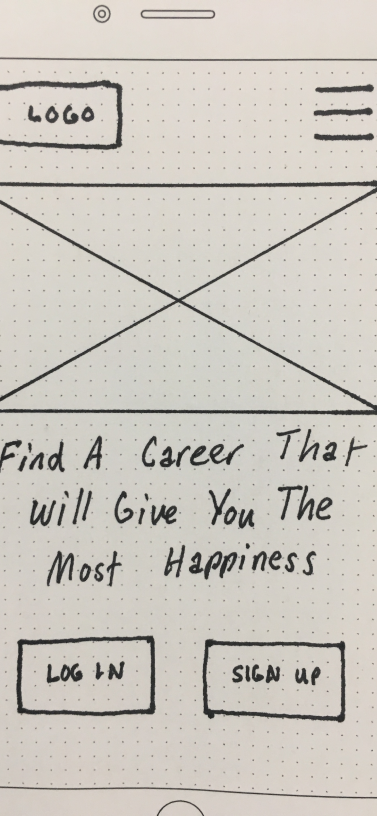 LOGO
Find A Career That
Will Give You The
Most Happiness
LOG IN
SIGN UP